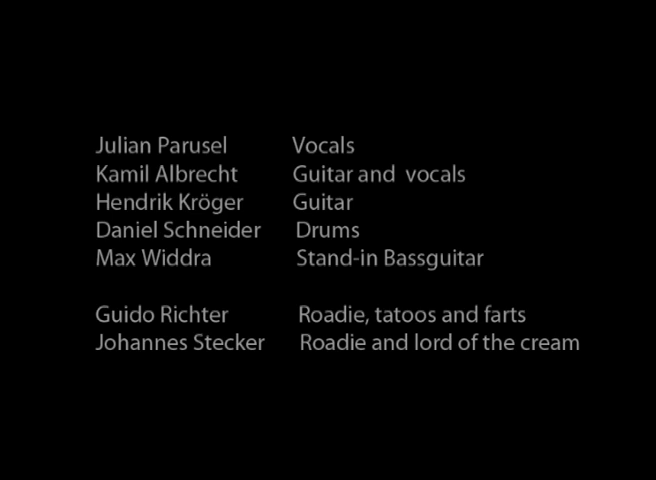 Julian Parusel Vocals
Kamil Albrecht Guitar and vocals
Hendrik Kröger Guitar
Daniel Schneider Drums
Max Widdra Stand-in Bassguitar
Guido Richter Roadie, tatoos and farts
Johannes Stecker Roadie and lord of the cream